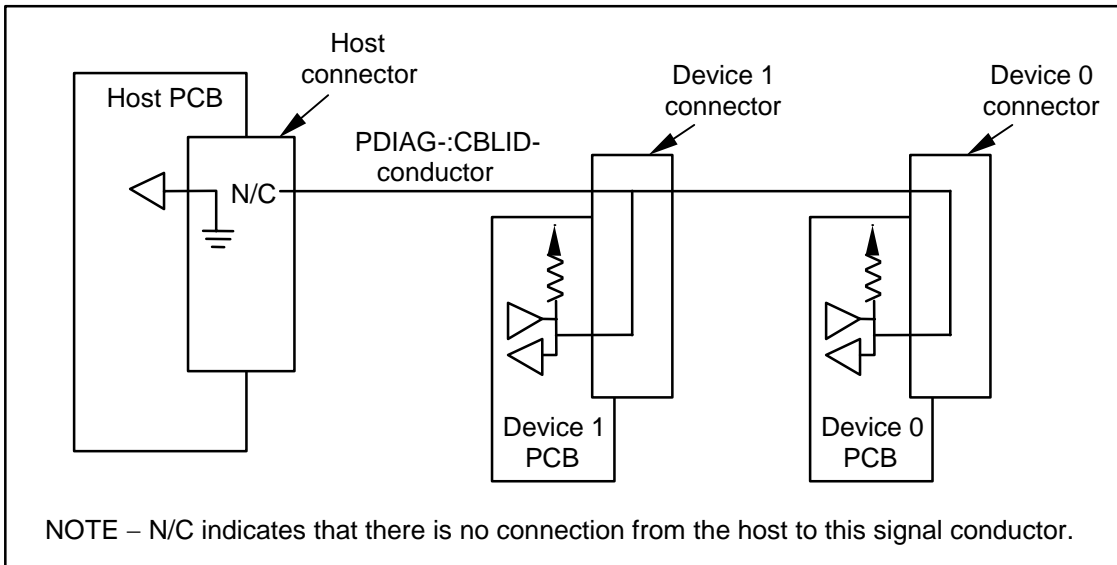 Host
connector
Host PCB
Device 1
connector
Device 0
connector
PDIAG-:CBLID-
conductor
N/C
Device 1
PCB
Device 0
PCB
NOTE – N/C indicates that there is no connection from the host to this signal conductor.